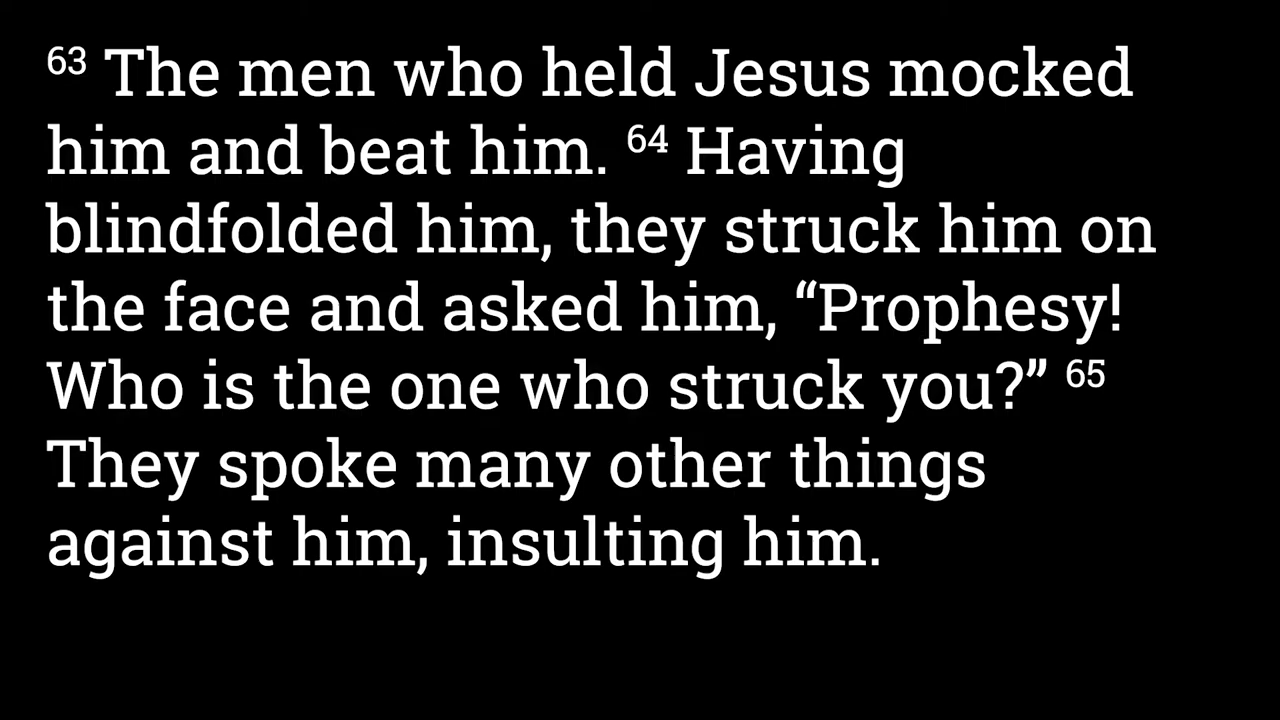 63 The men who held Jesus mocked
him and beat him. 64 Having
blindfolded him, they struck him on
the face and asked him, “Prophesy!
Who is the one who struck you?” 65
They spoke many other things
against him, insulting him.